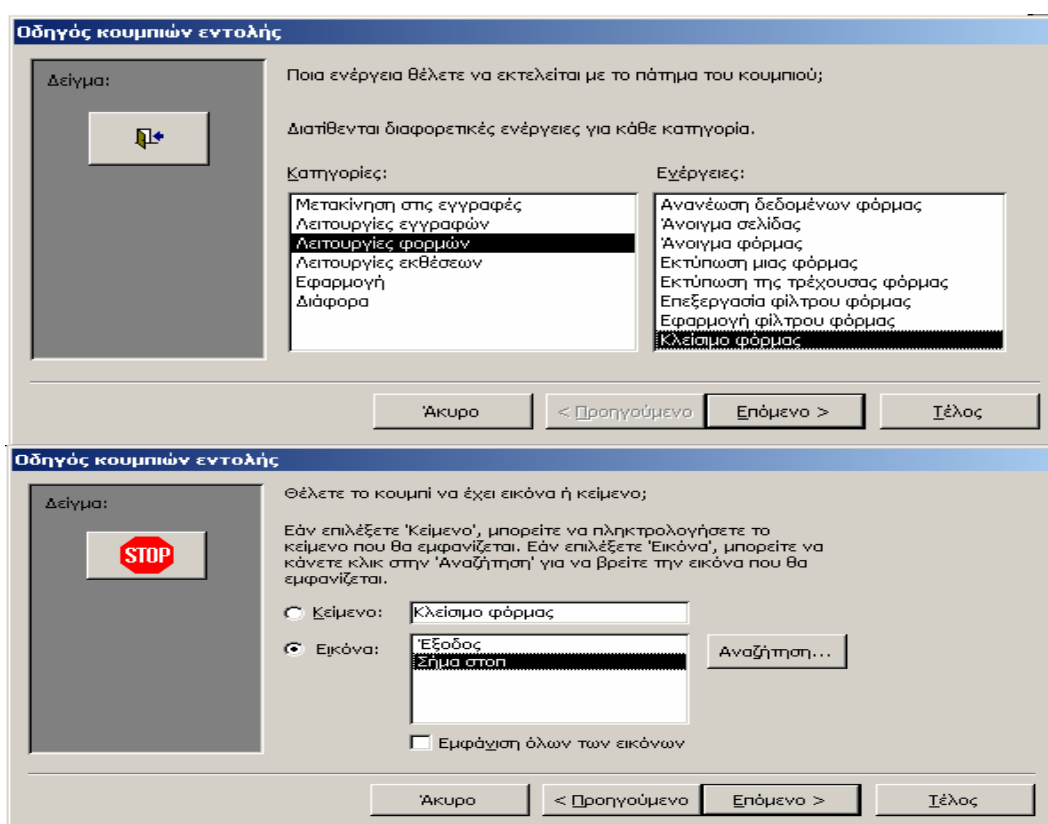 Οδηγός κουμπιών εντολής
Δείγμα:
Ποια ενέργεια θέλετε να εκτελείται με το πάτημα του κουμπιού;
Διατίθενται διαφορετικές ενέργειες για κάθε κατηγορία.
Κατηγορίες:
Μετακίνηση στις εγγραφές
Λειτουργίες εγγραφών
Λειτουργίες φορμών
Λειτουργίες εκθέσεων
Εφαρμογή
Διάφορα
Ενέργειες:
Ανανέωση δεδομένων φόρμας
Άνοιγμα σελίδας
Άνοιγμα φόρμας
Εκτύπωση μιας φόρμας
Εκτύπωση της τρέχουσας φόρμας
Επεξεργασία φίλτρου φόρμας
Εφαρμογή φίλτρου φόρμας
Κλείσιμο φόρμας
Άκυρο < Προηγούμενο Επόμενο > Τέλος
Οδηγός κουμπιών εντολής
Δείγμα:
STOP
Θέλετε το κουμπί να έχει εικόνα ή κείμενο;
Εάν επιλέξετε 'Κείμενο', μπορείτε να πληκτρολογήσετε το
κείμενο που θα εμφανίζεται. Εάν επιλέξετε 'Εικόνα', μπορείτε να
κάνετε κλικ στην 'Αναζήτηση' για να βρείτε την εικόνα που θα
εμφανίζεται.
Κείμενο: Κλείσιμο φόρμας
Εικόνα: Έξοδος
Σήμα στοπ
Αναζήτηση...
Εμφάνιση όλων των εικόνων
Άκυρο < Προηγούμενο Επόμενο > Τέλος